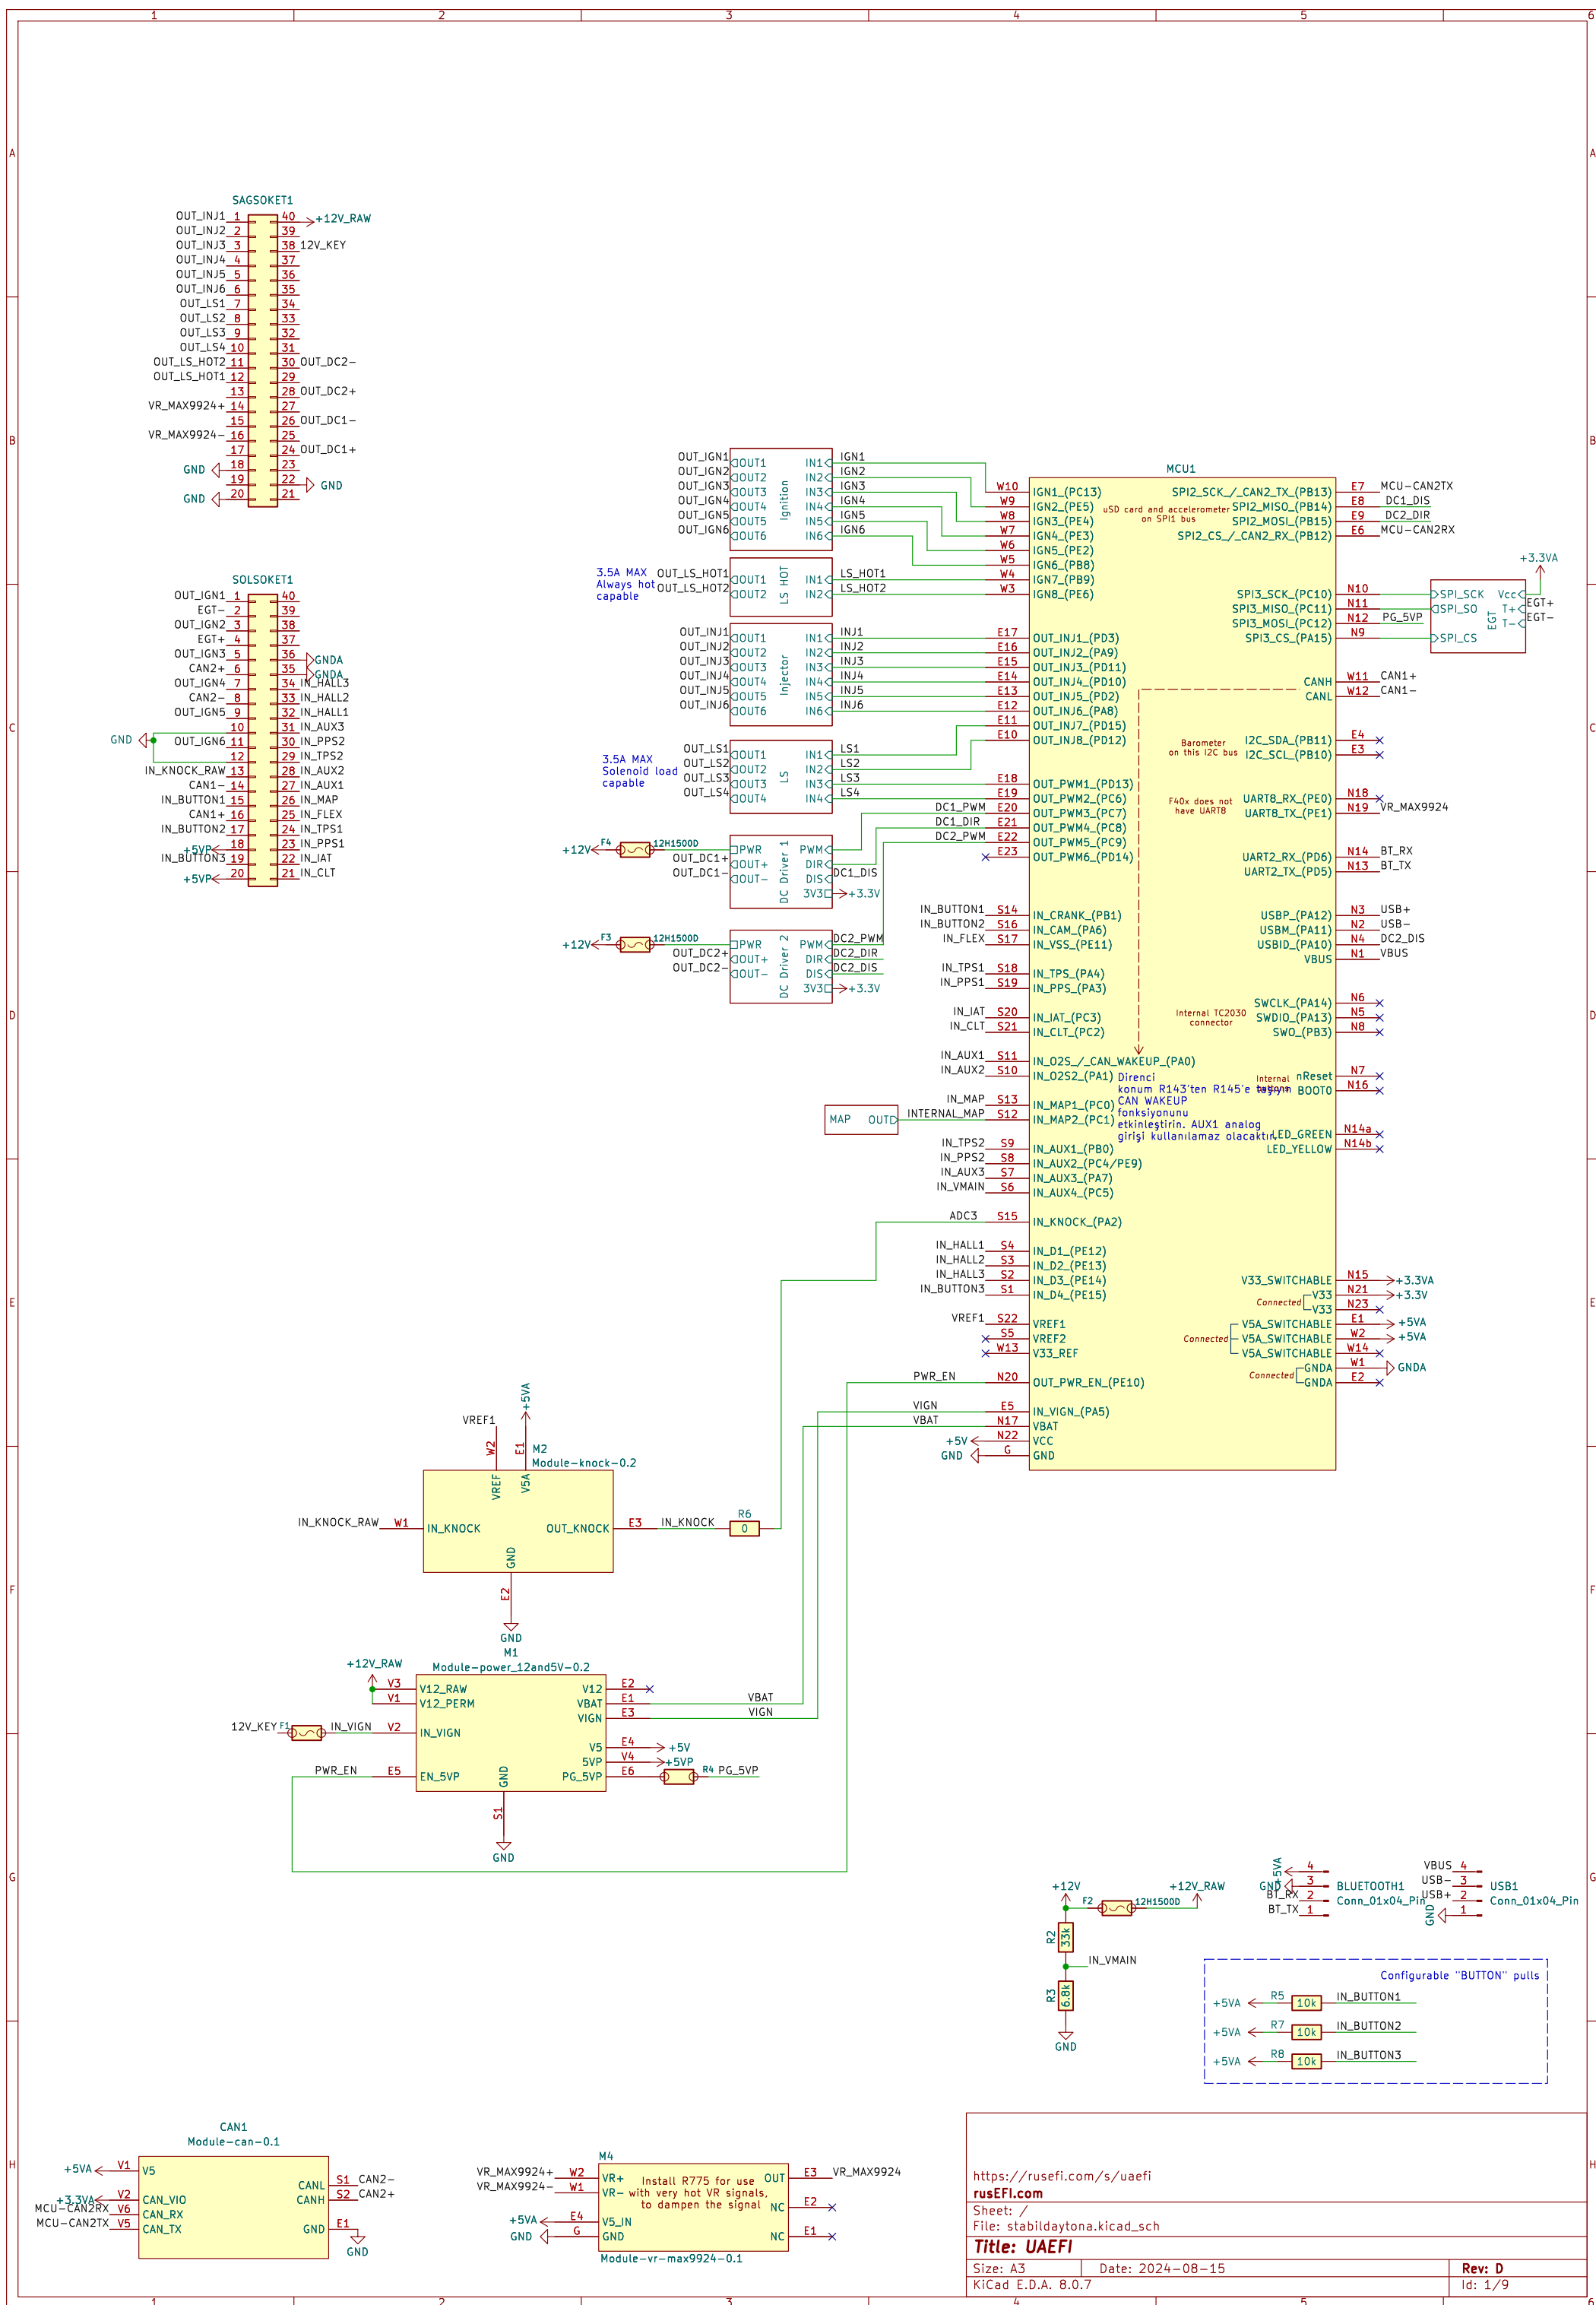 1
2
3
4
5
6
A
A
SAGSOKET1
OUT_INJ1 1 40 +12V_RAW
OUT_INJ2 2 39
OUT_INJ3 3 38 12V_KEY
OUT_INJ4 4 37
OUT_INJ5 5 36
OUT_INJ6 6 35
OUT_LS1 7 34
OUT_LS2 8 33
OUT_LS3 9 32
OUT_LS4 10 31
OUT_LS_HOT2 11 30 OUT_DC2-
OUT_LS_HOT1 12 29
13 28 OUT_DC2+
VR_MAX9924+ 14 27
15 26 OUT_DC1-
VR_MAX9924- 16 25
17 24 OUT_DC1+
GND 18 23
19 22 GND
GND 20 21
B
B
SOLSOKET1
OUT_IGN1 1 40
EGT- 2 39
OUT_IGN2 3 38
EGT+ 4 37
OUT_IGN3 5 36 GNDA
CAN2+ 6 35 GNDA
OUT_IGN4 7 34 IN_HALL3
CAN2- 8 33 IN_HALL2
OUT_IGN5 9 32 IN_HALL1
10 31 IN_AUX3
GND
OUT_IGN6 11 30 IN_PPS2
12 29 IN_TPS2
IN_KNOCK_RAW 13 28 IN_AUX2
CAN1- 14 27 IN_AUX1
IN_BUTTON1 15 26 IN_MAP
CAN1+ 16 25 IN_FLEX
IN_BUTTON2 17 24 IN_TPS1
+5VP 18 23 IN_PPS1
IN_BUTTON3 19 22 IN_IAT
+5VP 20 21 IN_CLT
OUT_IGN1 OUT1 IN1 IGN1
OUT_IGN2 OUT2 IN2 IGN2
OUT_IGN3 OUT3 IN3 IGN3
OUT_IGN4 OUT4 IN4 IGN4
OUT_IGN5 OUT5 IN5 IGN5
OUT_IGN6 OUT6 IN6 IGN6
Ignition
3.5A MAX
Always hot
capable
OUT_LS_HOT1 OUT1 IN1 LS_HOT1
OUT_LS_HOT2 OUT2 IN2 LS_HOT2
LS HOT
OUT_INJ1 OUT1 IN1 INJ1
OUT_INJ2 OUT2 IN2 INJ2
OUT_INJ3 OUT3 IN3 INJ3
OUT_INJ4 OUT4 IN4 INJ4
OUT_INJ5 OUT5 IN5 INJ5
OUT_INJ6 OUT6 IN6 INJ6
Injector
3.5A MAX
Solenoid load
capable
OUT_LS1 OUT1 IN1 LS1
OUT_LS2 OUT2 IN2 LS2
OUT_LS3 OUT3 IN3 LS3
OUT_LS4 OUT4 IN4 LS4
LS
C
C
+12V F4 12H1500D PWR PWM
OUT_DC1+ OUT+ DIR
OUT_DC1- OUT- DIS DC1_DIS
3V3 +3.3V
DC Driver 1
+12V F3 12H1500D PWR PWM DC2_PWM
OUT_DC2+ OUT+ DIR DC2_DIR
OUT_DC2- OUT- DIS DC2_DIS
3V3 +3.3V
DC Driver 2
MCU1
W10 IGN1_(PC13)
W9 IGN2_(PE5)
W8 IGN3_(PE4)
W7 IGN4_(PE3)
W6 IGN5_(PE2)
W5 IGN6_(PB8)
W4 IGN7_(PB9)
W3 IGN8_(PE6)
E17 OUT_INJ1_(PD3)
E16 OUT_INJ2_(PA9)
E15 OUT_INJ3_(PD11)
E14 OUT_INJ4_(PD10)
E13 OUT_INJ5_(PD2)
E12 OUT_INJ6_(PA8)
E11 OUT_INJ7_(PD15)
E10 OUT_INJ8_(PD12)
E18 OUT_PWM1_(PD13)
E19 OUT_PWM2_(PC6)
DC1_PWM E20 OUT_PWM3_(PC7)
DC1_DIR E21 OUT_PWM4_(PC8)
DC2_PWM E22 OUT_PWM5_(PC9)
E23 OUT_PWM6_(PD14)
IN_BUTTON1 S14 IN_CRANK_(PB1)
IN_BUTTON2 S16 IN_CAM_(PA6)
IN_FLEX S17 IN_VSS_(PE11)
IN_TPS1 S18 IN_TPS_(PA4)
IN_PPS1 S19 IN_PPS_(PA3)
IN_IAT S20 IN_IAT_(PC3)
IN_CLT S21 IN_CLT_(PC2)
IN_AUX1 S11 IN_O2S_/_CAN_WAKEUP_(PA0)
IN_AUX2 S10 IN_O2S2_(PA1)
IN_MAP S13 IN_MAP1_(PC0)
MAP OUT INTERNAL_MAP S12 IN_MAP2_(PC1)
IN_TPS2 S9 IN_AUX1_(PB0)
IN_PPS2 S8 IN_AUX2_(PC4/PE9)
IN_AUX3 S7 IN_AUX3_(PA7)
IN_VMAIN S6 IN_AUX4_(PC5)
ADC3 S15 IN_KNOCK_(PA2)
IN_HALL1 S4 IN_D1_(PE12)
IN_HALL2 S3 IN_D2_(PE13)
IN_HALL3 S2 IN_D3_(PE14)
IN_BUTTON3 S1 IN_D4_(PE15)
VREF1 S22 VREF1
S5 VREF2
W13 V33_REF
PWR_EN N20 OUT_PWR_EN_(PE10)
VIGN E5 IN_VIGN_(PA5)
VBAT N17 VBAT
+5V N22 VCC
GND G GND
SPI2_SCK_/_CAN2_TX_(PB13) E7 MCU-CAN2TX
SPI2_MISO_(PB14) E8 DC1_DIS
SPI2_MOSI_(PB15) E9 DC2_DIR
SPI2_CS_/_CAN2_RX_(PB12) E6 MCU-CAN2RX
uSD card and accelerometer
on SPI1 bus
SPI3_SCK_(PC10) N10
SPI3_MISO_(PC11) N11
SPI3_MOSI_(PC12) N12 PG_5VP
SPI3_CS_(PA15) N9
+3.3VA
SPI_SCK Vcc
SPI_SO T+ EGT+
T- EGT-
SPI_CS
EGT
CANH W11 CAN1+
CANL W12 CAN1-
Barometer
on this I2C bus
I2C_SDA_(PB11) E4
I2C_SCL_(PB10) E3
F40x does not
have UART8
UART8_RX_(PE0) N18
UART8_TX_(PE1) N19 VR_MAX9924
UART2_RX_(PD6) N14 BT_RX
UART2_TX_(PD5) N13 BT_TX
USBP_(PA12) N3 USB+
USBM_(PA11) N2 USB-
USBID_(PA10) N4 DC2_DIS
VBUS N1 VBUS
Internal TC2030
connector
SWCLK_(PA14) N6
SWDIO_(PA13) N5
SWO_(PB3) N8
Internal
buttons
nReset N7
BOOT0 N16
Direnci
konum R143'ten R145'e taşıyın
CAN WAKEUP
fonksiyonunu
etkinleştirin. AUX1 analog
girişi kullanılamaz olacaktır.
LED_GREEN N14a
LED_YELLOW N14b
V33_SWITCHABLE N15 +3.3VA
V33 N21 +3.3V
Connected
V33 N23
V5A_SWITCHABLE E1 +5VA
Connected
V5A_SWITCHABLE W2 +5VA
V5A_SWITCHABLE W14
GNDA W1 GNDA
Connected
GNDA E2
D
D
E
E
VREF1 +5VA
W2 E1
M2
Module-knock-0.2
VREF V5A
IN_KNOCK_RAW W1 IN_KNOCK OUT_KNOCK E3 IN_KNOCK R6 0
GND
E2
GND
F
F
M1
Module-power_12and5V-0.2
+12V_RAW
V3 V12_RAW V12 E2
V1 V12_PERM VBAT E1 VBAT
VIGN E3 VIGN
12V_KEY F1 IN_VIGN V2 IN_VIGN
V5 E4 +5V
5VP V4 +5VP
PWR_EN E5 EN_5VP PG_5VP E6 R4 PG_5VP
GND
S1
GND
G
G
+12V F2 12H1500D +12V_RAW
R2 33k
IN_VMAIN
R3 6.8k
GND
+5VA 4
GND 3 BLUETOOTH1
BT_RX 2 Conn_01x04_Pin
BT_TX 1
VBUS 4
USB- 3 USB1
USB+ 2 Conn_01x04_Pin
GND 1
Configurable "BUTTON" pulls
+5VA R5 10k IN_BUTTON1
+5VA R7 10k IN_BUTTON2
+5VA R8 10k IN_BUTTON3
H
H
CAN1
Module-can-0.1
+5VA V1 V5
CANL S1 CAN2-
+3.3VA V2 CAN_VIO CANH S2 CAN2+
MCU-CAN2RX V6 CAN_RX
MCU-CAN2TX V5 CAN_TX GND E1
GND
M4
VR_MAX9924+ W2 VR+ OUT E3 VR_MAX9924
VR_MAX9924- W1 VR-
Install R775 for use
with very hot VR signals,
to dampen the signal
NC E2
+5VA E4 V5_IN
GND G GND NC E1
Module-vr-max9924-0.1
https://rusefi.com/s/uaefi
rusEFI.com
Sheet: /
File: stabildaytona.kicad_sch
Title: UAEFI
Size: A3 Date: 2024-08-15 Rev: D
KiCad E.D.A. 8.0.7 Id: 1/9
1
2
3
4
5
6